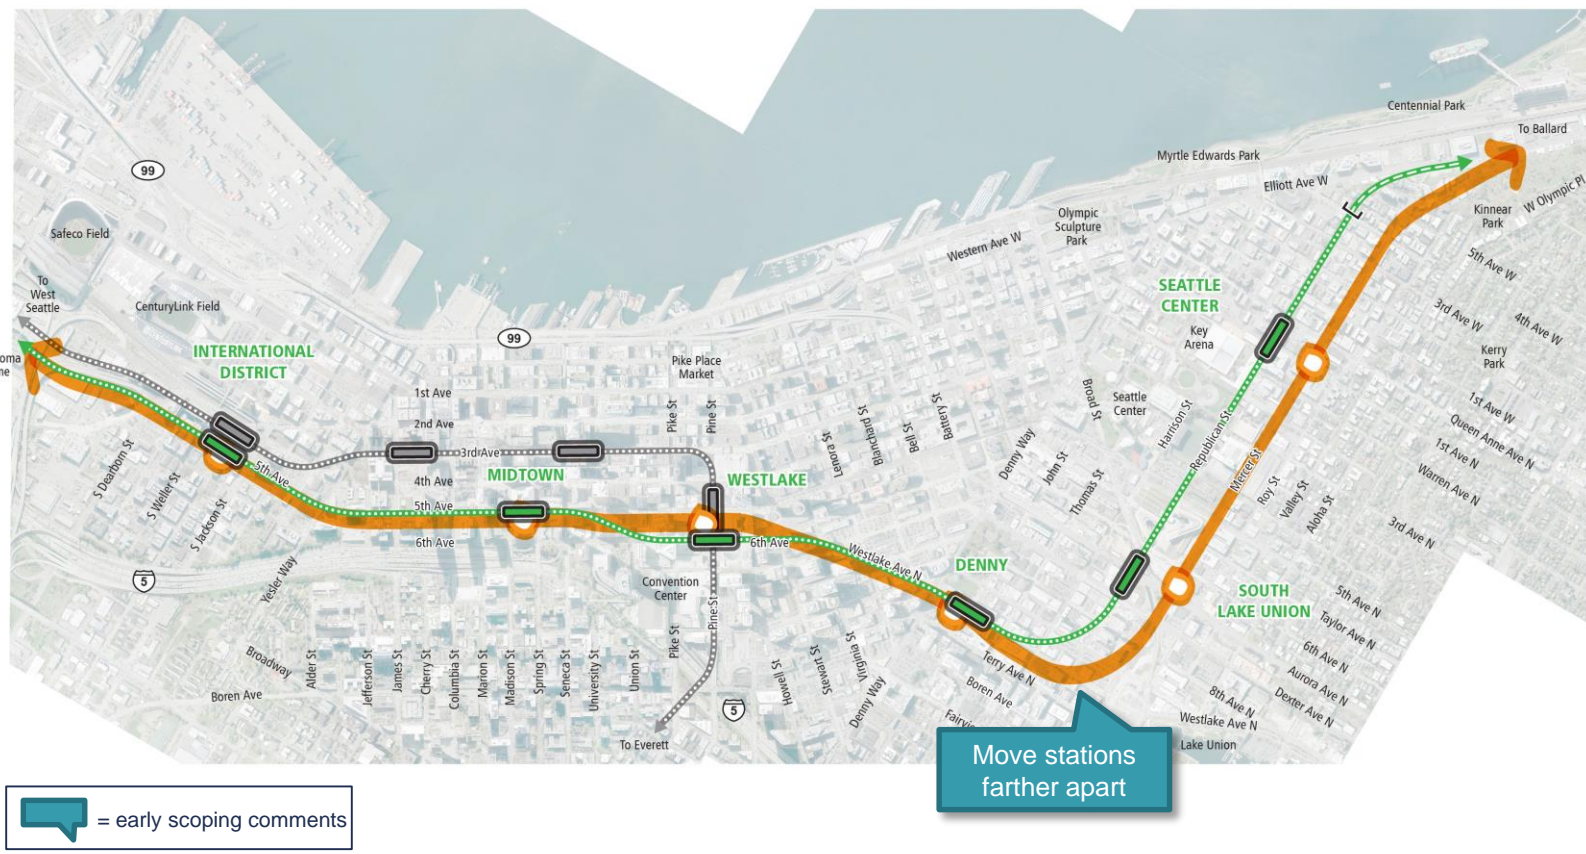 Centennial Park
To Ballard
Myrtle Edwards Park
Elliott Ave W
W Olympic Pl
99
Kinnear
Park
Olympic
Sculpture
Park
Safeco Field
Western Ave W
5th Ave W
To
West
Seattle
SEATTLE
CENTER
CenturyLink Field
3rd Ave W
4th Ave W
99
Key
Arena
INTERNATIONAL
DISTRICT
Kerry
Park
Pike Place
Market
1st Ave
Broad St
Seattle
Center
1st Ave W
Pike St
Pine St
Battery St
Harrison St
Republican St
Queen Anne Ave N
2nd Ave
Bell St
Blanchard St
Lenora St
1st Ave N
3rd Ave
Denny Way
John St
Mercer St
Warren Ave N
S Dearborn St
S Weller St
5th Ave
4th Ave
MIDTOWN
WESTLAKE
Thomas St
Roy St
Valley St
Aloha St
5th Ave
S Jackson St
6th Ave
6th Ave
3rd Ave N
Westlake Ave N
DENNY
Yesler Way
5
Convention
Center
Pine St
SOUTH
LAKE UNION
5th Ave N
Taylor Ave N
6th Ave N
Aurora Ave N
Dexter Ave N
8th Ave N
Westlake Ave N
Broadway
Boren Ave
Alder St
Jefferson St
James St
Cherry St
Columbia St
Marion St
Madison St
Spring St
Seneca St
University St
Union St
Pike St
Howell St
Stewart St
Virginia St
Denny Way
Terry Ave N
Boren Ave
5
To Everett
Lake Union
Move stations
farther apart
= early scoping comments